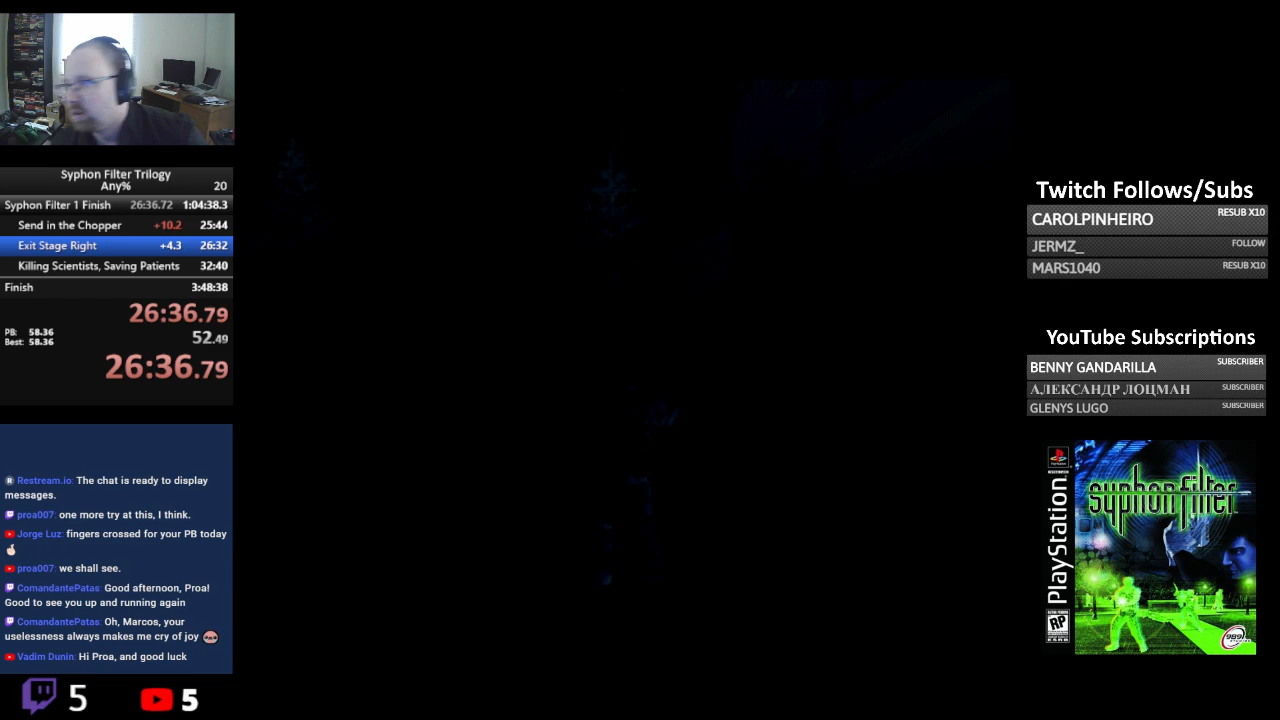 Syphon Filter Trilogy
Any% 20
Syphon Filter 1 Finish 26:36.72 1:04:38.3
Send in the Chopper +10.2 25:44
Exit Stage Right +4.3 26:32
Killing Scientists, Saving Patients 32:40
Finish 3:48:38
26:36.79
PB: 58.36
Best: 58.36
52.49
26:36.79
Restream.io: The chat is ready to display
messages.
proa007: one more try at this, I think.
Jorge Luz: fingers crossed for your PB today
proa007: we shall see.
ComandantePatas: Good afternoon, Proa!
Good to see you up and running again
ComandantePatas: Oh, Marcos, your
uselessness always makes me cry of joy
Vadim Dunin: Hi Proa, and good luck
5
5
Twitch Follows/Subs
CAROLPINHEIRO RESUB X10
JERMZ_ FOLLOW
MARS1040 RESUB X10
YouTube Subscriptions
BENNY GANDARILLA SUBSCRIBER
АЛЕКСАНДР ЛОЦМАН SUBSCRIBER
GLENYS LUGO SUBSCRIBER
PlayStation
syphon filter
RP
989